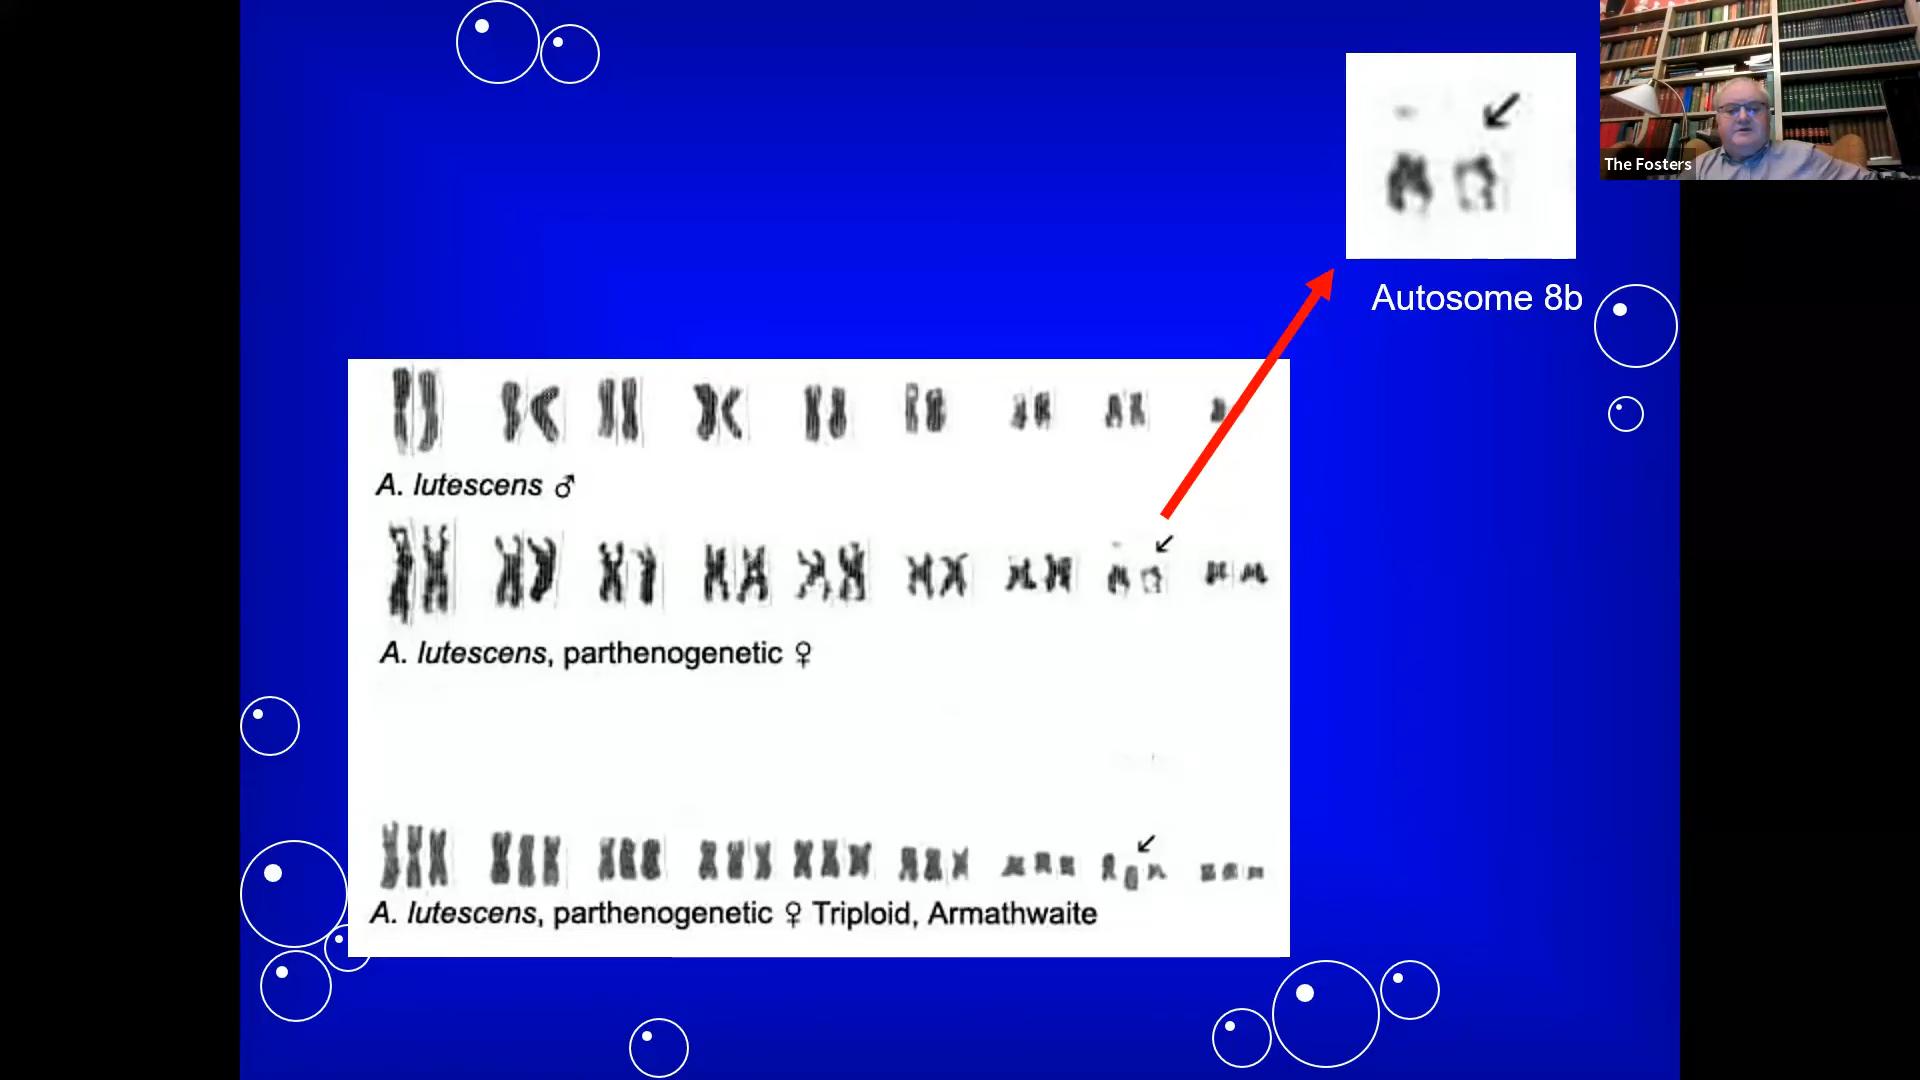 The Fosters
Autosome 8b
A. lutescens ♂
A. lutescens, parthenogenetic ♀
A. lutescens, parthenogenetic ♀ Triploid, Armathwaite